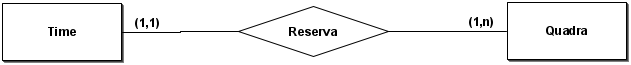 (1,1)
(1,n)
Time
Reserva
Quadra